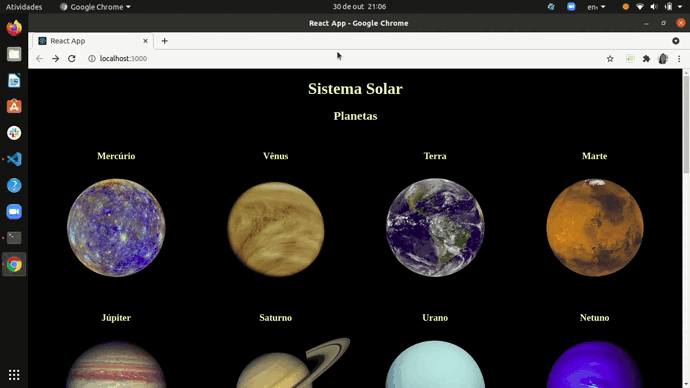 Atividades
Google Chrome
30 de out 21:06
en₁
React App - Google Chrome
React App
localhost:3000
Sistema Solar
Planetas
Mercúrio
Vênus
Terra
Marte
Júpiter
Saturno
Urano
Netuno